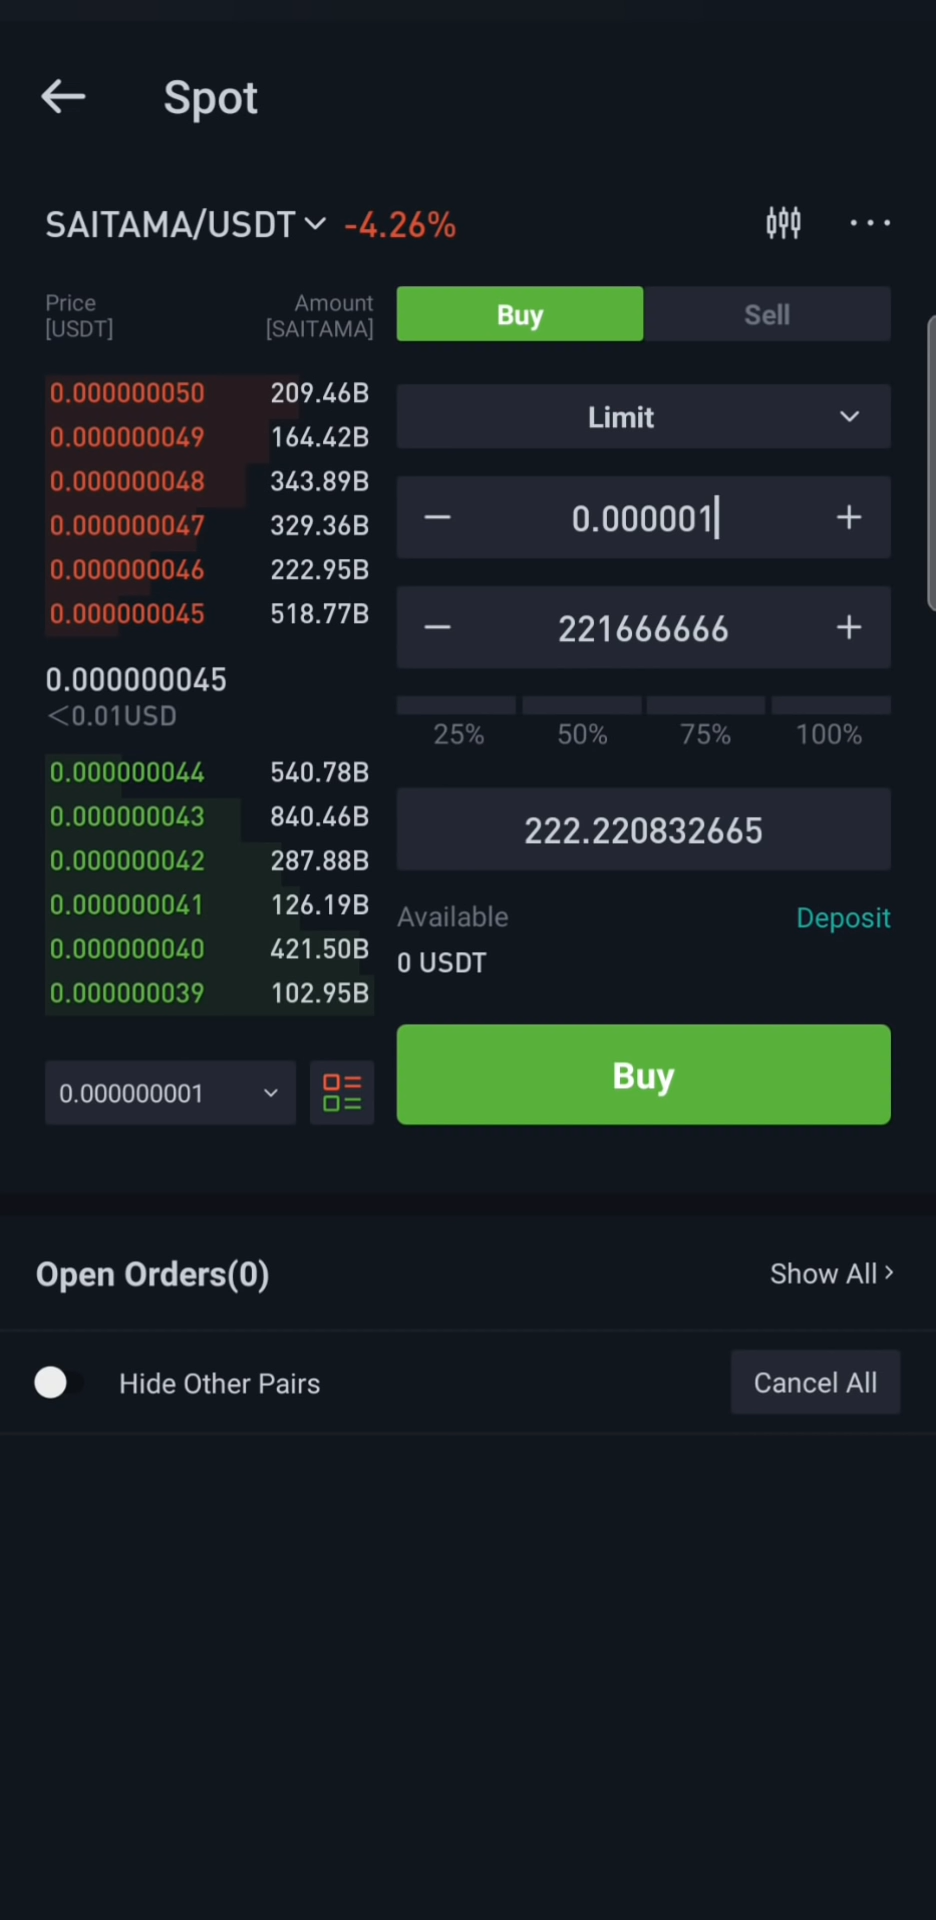 Spot
SAITAMA/USDT -4.26%
Price Amount
[USDT] [SAITAMA]
0.000000050 209.46B
0.000000049 164.42B
0.000000048 343.89B
0.000000047 329.36B
0.000000046 222.95B
0.000000045 518.77B
0.000000045
<0.01USD
0.000000044 540.78B
0.000000043 840.46B
0.000000042 287.88B
0.000000041 126.19B
0.000000040 421.50B
0.000000039 102.95B
0.000000001
Buy Sell
Limit
− 0.000001 +
− 221666666 +
25% 50% 75% 100%
222.220832665
Available Deposit
0 USDT
Buy
Open Orders(0) Show All >
Hide Other Pairs Cancel All